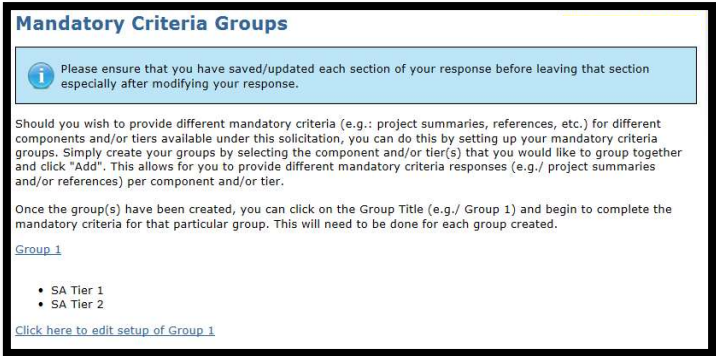 Mandatory Criteria Groups
Please ensure that you have saved/updated each section of your response before leaving that section
especially after modifying your response.
Should you wish to provide different mandatory criteria (e.g.: project summaries, references, etc.) for different
components and/or tiers available under this solicitation, you can do this by setting up your mandatory criteria
groups. Simply create your groups by selecting the component and/or tier(s) that you would like to group together
and click "Add". This allows for you to provide different mandatory criteria responses (e.g./ project summaries
and/or references) per component and/or tier.
Once the group(s) have been created, you can click on the Group Title (e.g./ Group 1) and begin to complete the
mandatory criteria for that particular group. This will need to be done for each group created.
Group 1
• SA Tier 1
• SA Tier 2
Click here to edit setup of Group 1